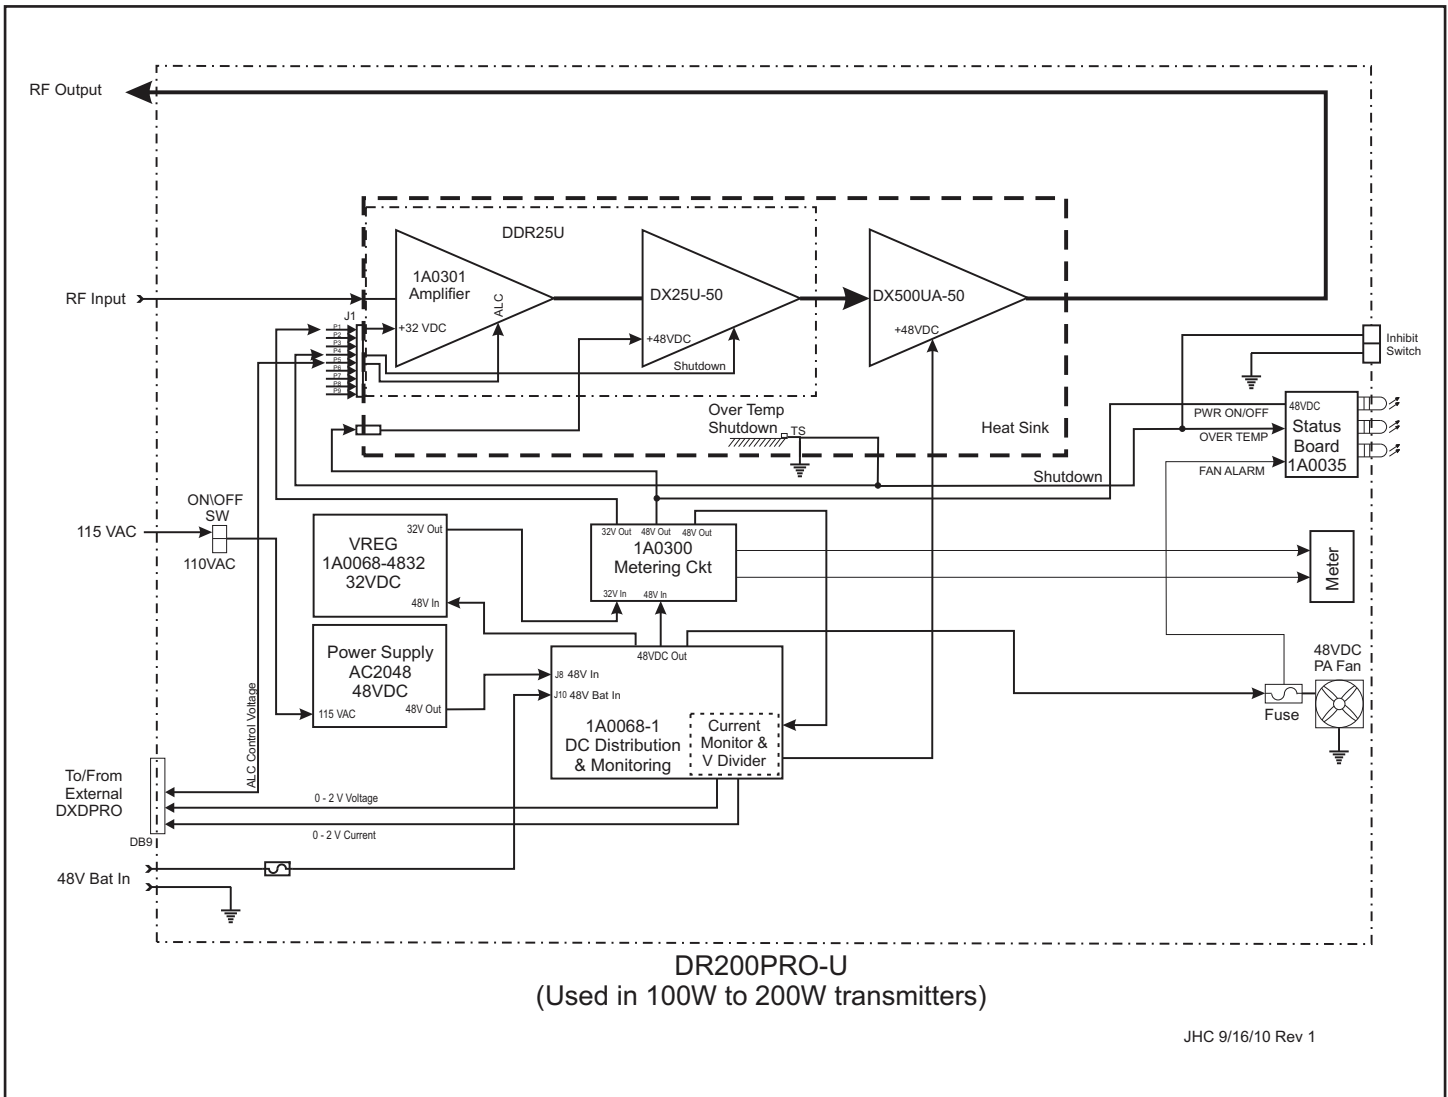 RF Output
DDR25U
1A0301
Amplifier
ALC
DX25U-50
DX500UA-50
RF Input
J1
+32 VDC
+48VDC
+48VDC
P1
P2
P3
P4
P5
P6
P7
P8
P9
Shutdown
Inhibit
Switch
Over Temp
Shutdown
TS
Heat Sink
PWR ON/OFF
OVER TEMP
FAN ALARM
48VDC
Status
Board
1A0035
Shutdown
ON\OFF
SW
115 VAC
110VAC
32V Out
VREG
1A0068-4832
32VDC
48V In
32V Out
48V Out
48V Out
1A0300
Metering Ckt
32V In
48V In
Meter
Power Supply
AC2048
48VDC
115 VAC
48V Out
48VDC Out
J8 48V In
J10 48V Bat In
1A0068-1
DC Distribution
& Monitoring
Current
Monitor &
V Divider
48VDC
PA Fan
Fuse
ALC Control Voltage
To/From
External
DXDPRO
DB9
0 - 2 V Voltage
0 - 2 V Current
48V Bat In
DR200PRO-U
(Used in 100W to 200W transmitters)
JHC 9/16/10 Rev 1